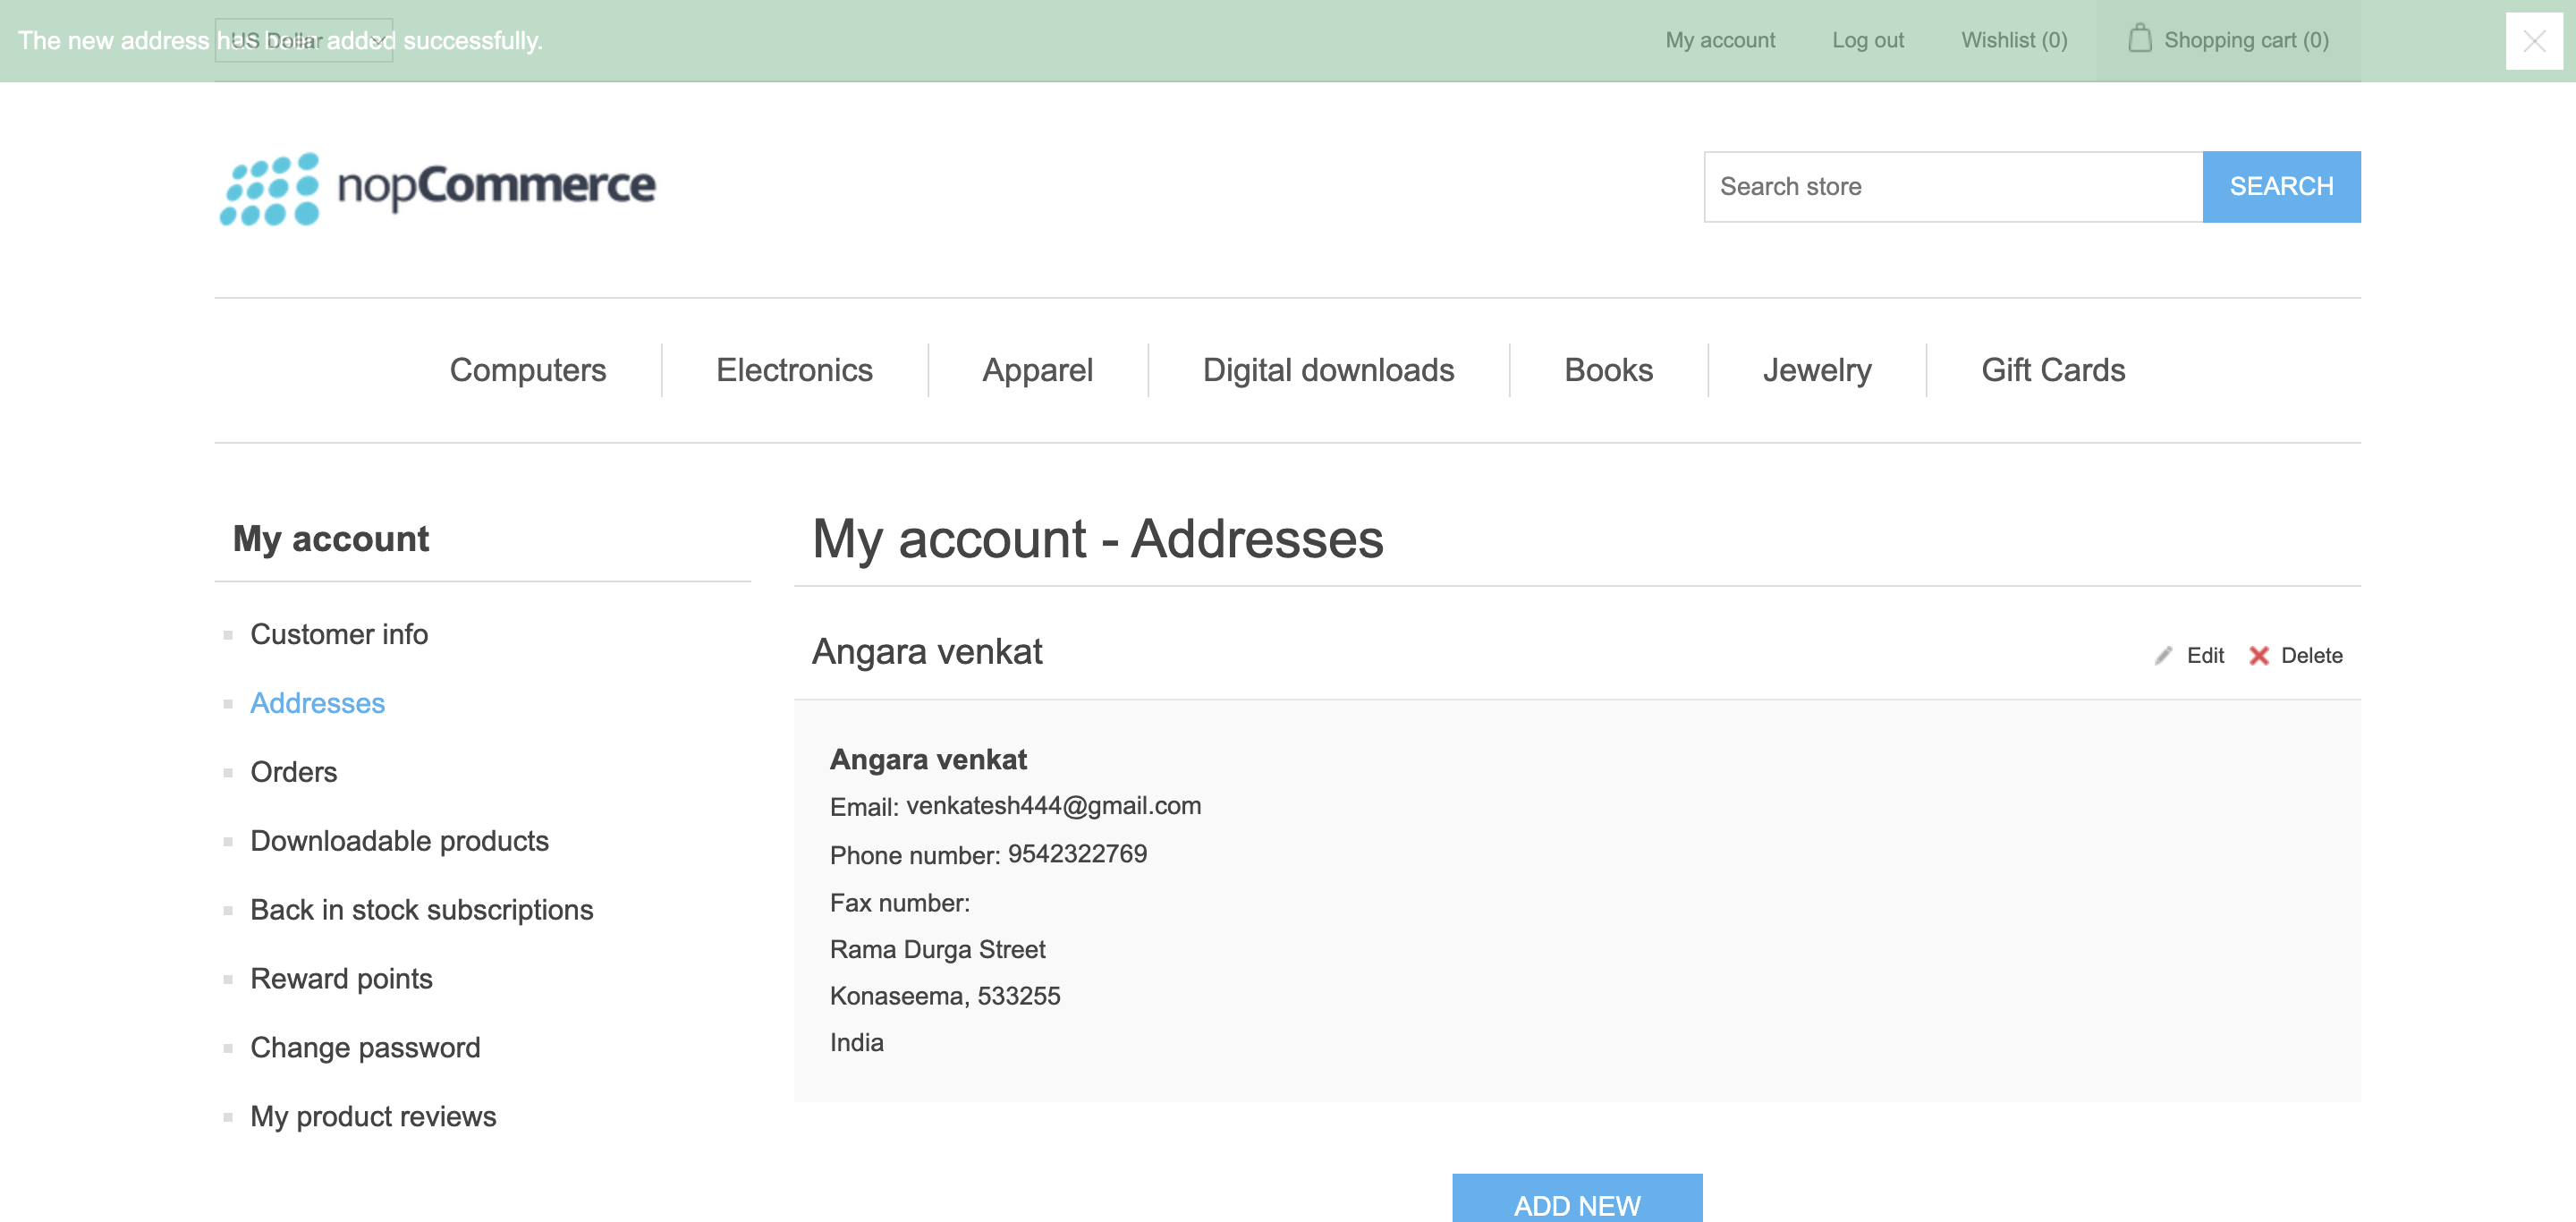 The new address has been added successfully.
US Dollar
My account
Log out
Wishlist (0)
Shopping cart (0)
nopCommerce
Search store
SEARCH
Computers
Electronics
Apparel
Digital downloads
Books
Jewelry
Gift Cards
My account
Customer info
Addresses
Orders
Downloadable products
Back in stock subscriptions
Reward points
Change password
My product reviews
My account - Addresses
Angara venkat
Edit
Delete
Angara venkat
Email: venkatesh444@gmail.com
Phone number: 9542322769
Fax number:
Rama Durga Street
Konaseema, 533255
India
ADD NEW